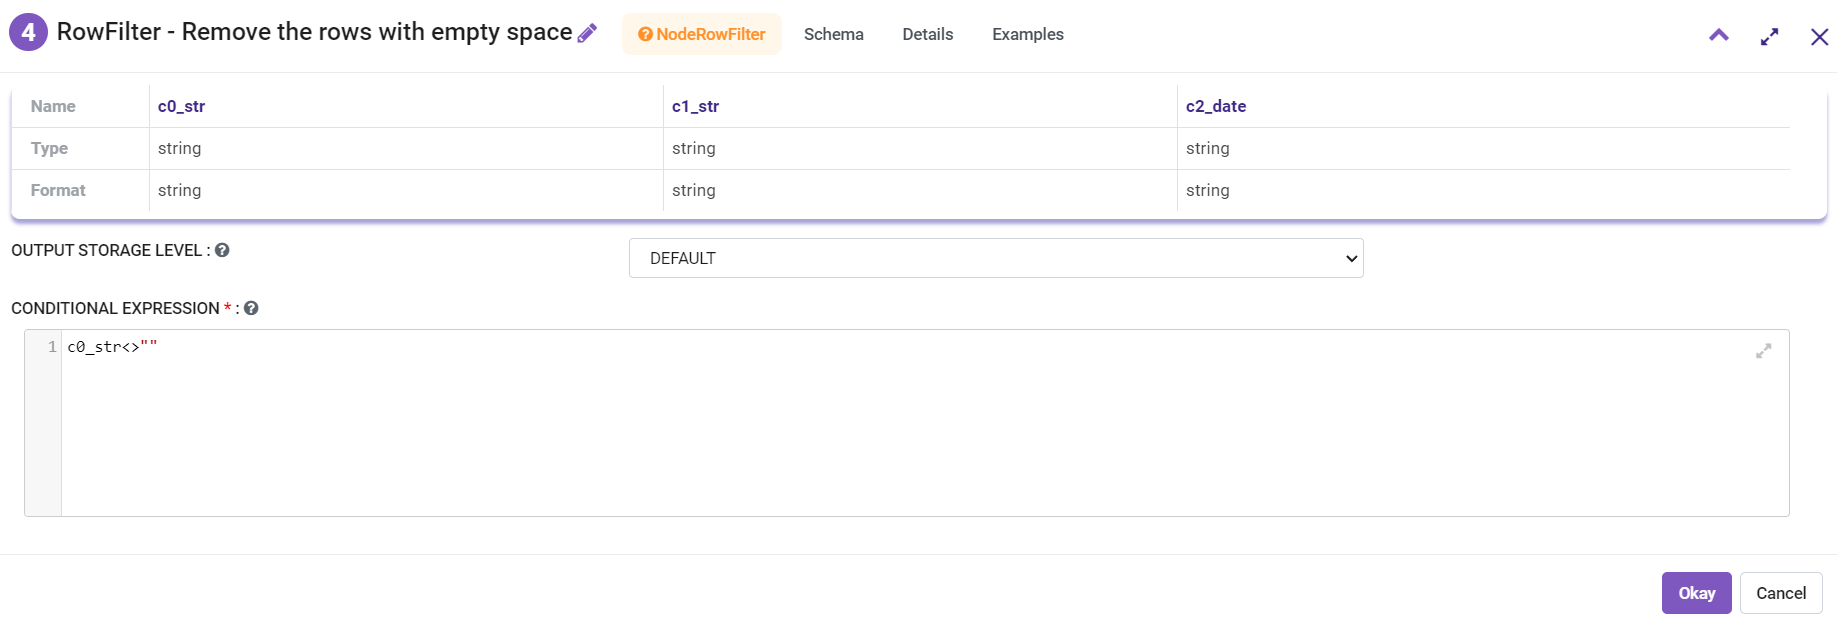 4 RowFilter - Remove the rows with empty space NodeRowFilter Schema Details Examples
Name c0_str c1_str c2_date
Type string string string
Format string string string
OUTPUT STORAGE LEVEL : DEFAULT
CONDITIONAL EXPRESSION * :
1 c0_str<>""
Okay Cancel